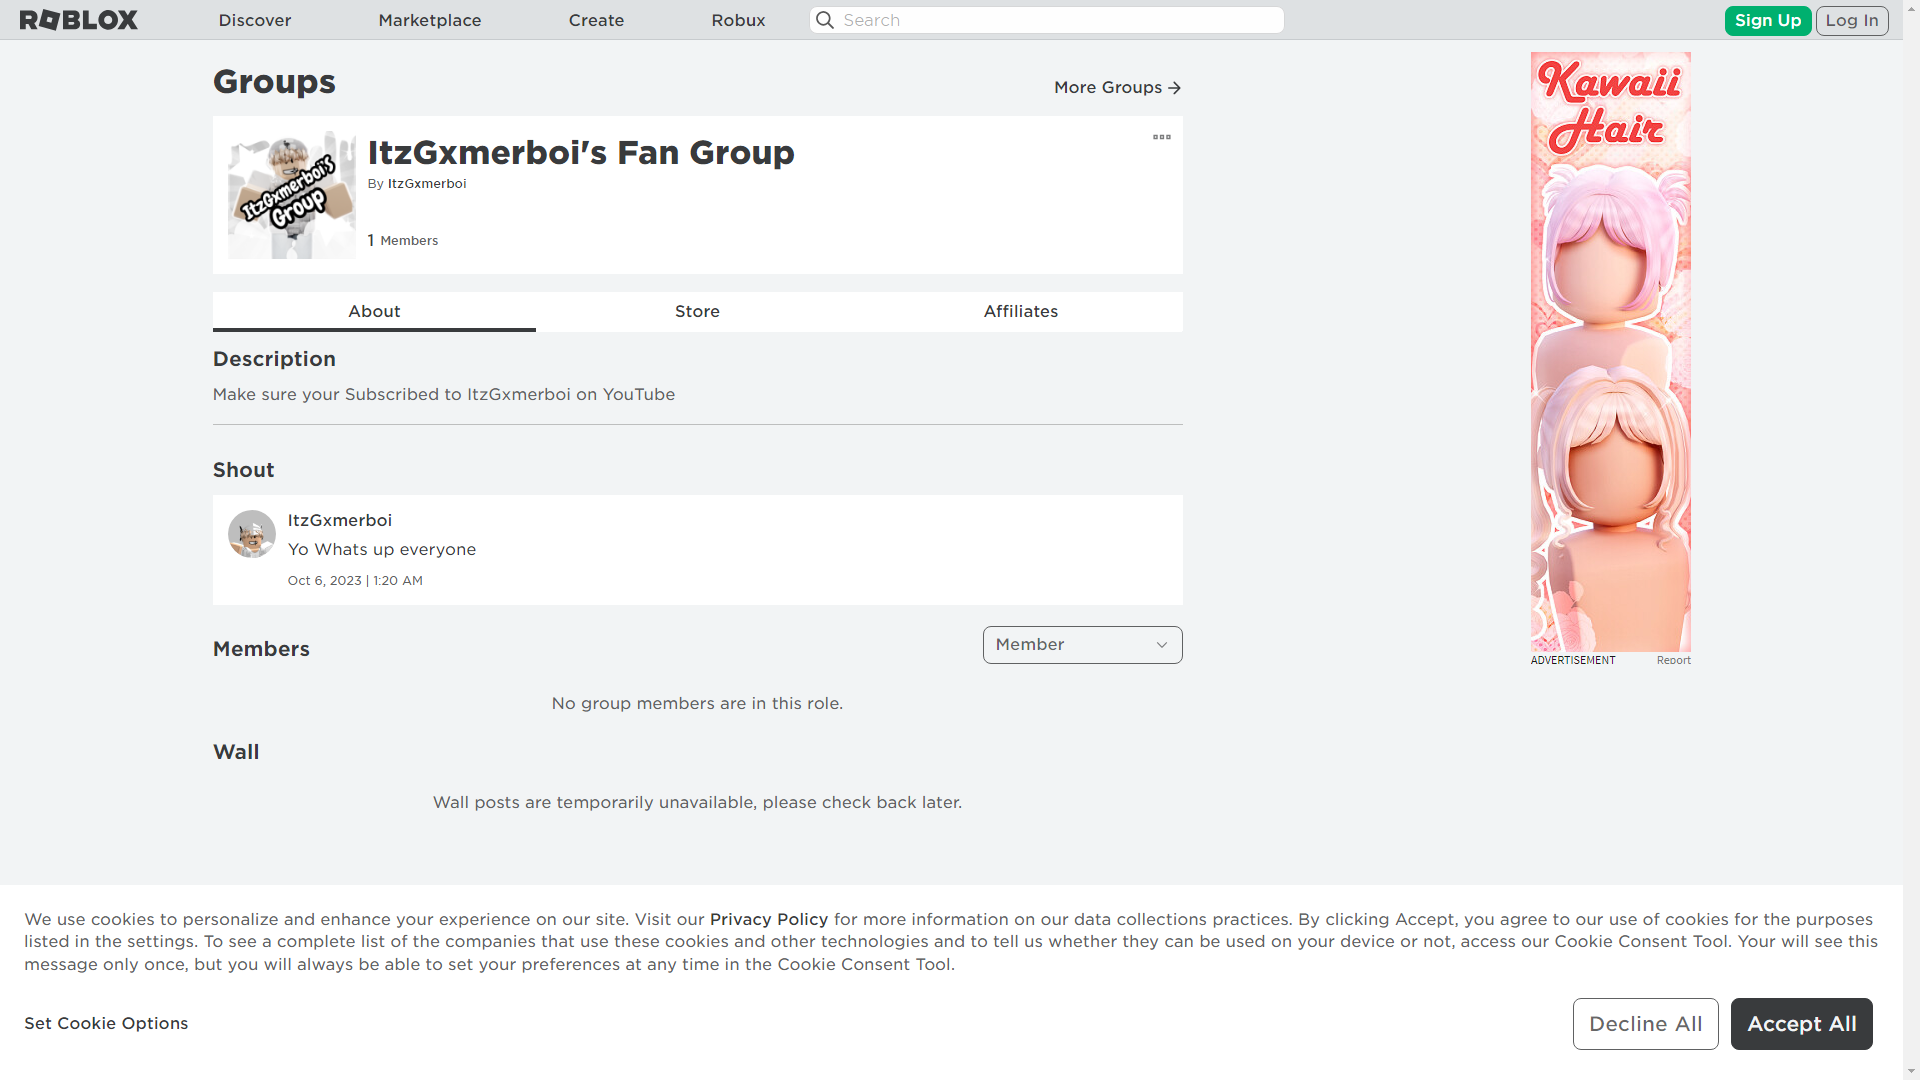 ROBLOX
Discover
Marketplace
Create
Robux
Search
Sign Up
Log In
Groups
More Groups
ItzGxmerboi's
Group
ItzGxmerboi's Fan Group
By ItzGxmerboi
1 Members
About
Store
Affiliates
Description
Make sure your Subscribed to ItzGxmerboi on YouTube
Shout
ItzGxmerboi
Yo Whats up everyone
Oct 6, 2023 | 1:20 AM
Members
Member
No group members are in this role.
Wall
Wall posts are temporarily unavailable, please check back later.
Kawaii
Hair
ADVERTISEMENT
Report
We use cookies to personalize and enhance your experience on our site. Visit our Privacy Policy for more information on our data collections practices. By clicking Accept, you agree to our use of cookies for the purposes
listed in the settings. To see a complete list of the companies that use these cookies and other technologies and to tell us whether they can be used on your device or not, access our Cookie Consent Tool. Your will see this
message only once, but you will always be able to set your preferences at any time in the Cookie Consent Tool.
Set Cookie Options
Decline All
Accept All